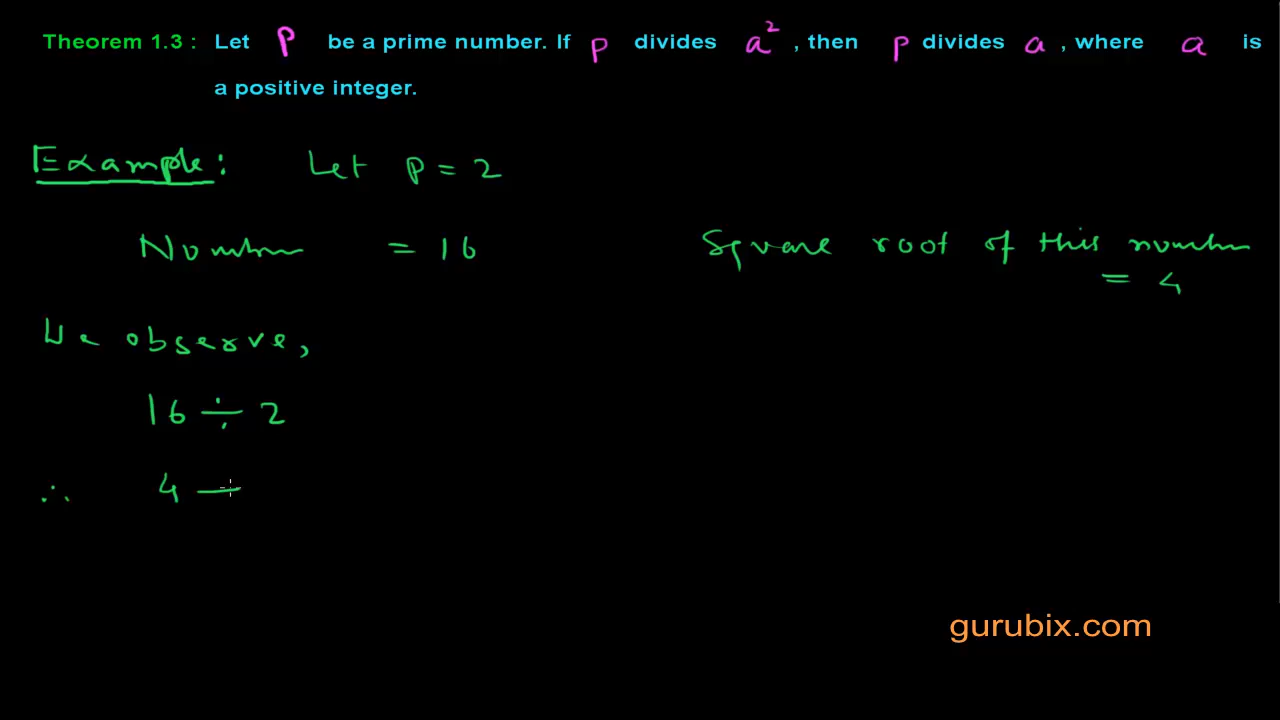 Theorem 1.3 : Let p be a prime number. If p divides a², then p divides a, where a is
a positive integer.
Example: Let p = 2
Number = 16 Square root of this number
= 4
We observe,
16 ÷ 2
∴ 4 —
gurubix.com